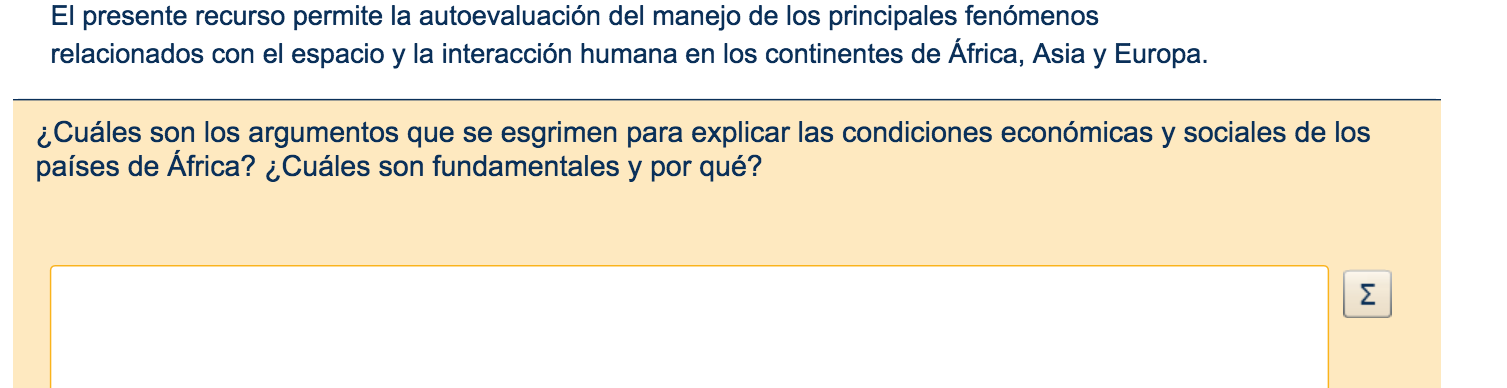 El presente recurso permite la autoevaluación del manejo de los principales fenómenos
relacionados con el espacio y la interacción humana en los continentes de África, Asia y Europa.
¿Cuáles son los argumentos que se esgrimen para explicar las condiciones económicas y sociales de los
países de África? ¿Cuáles son fundamentales y por qué?
Σ